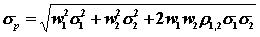 σₚ = √(w₁²σ₁² + w₂²σ₂² + 2w₁w₂ρ₁,₂σ₁σ₂)